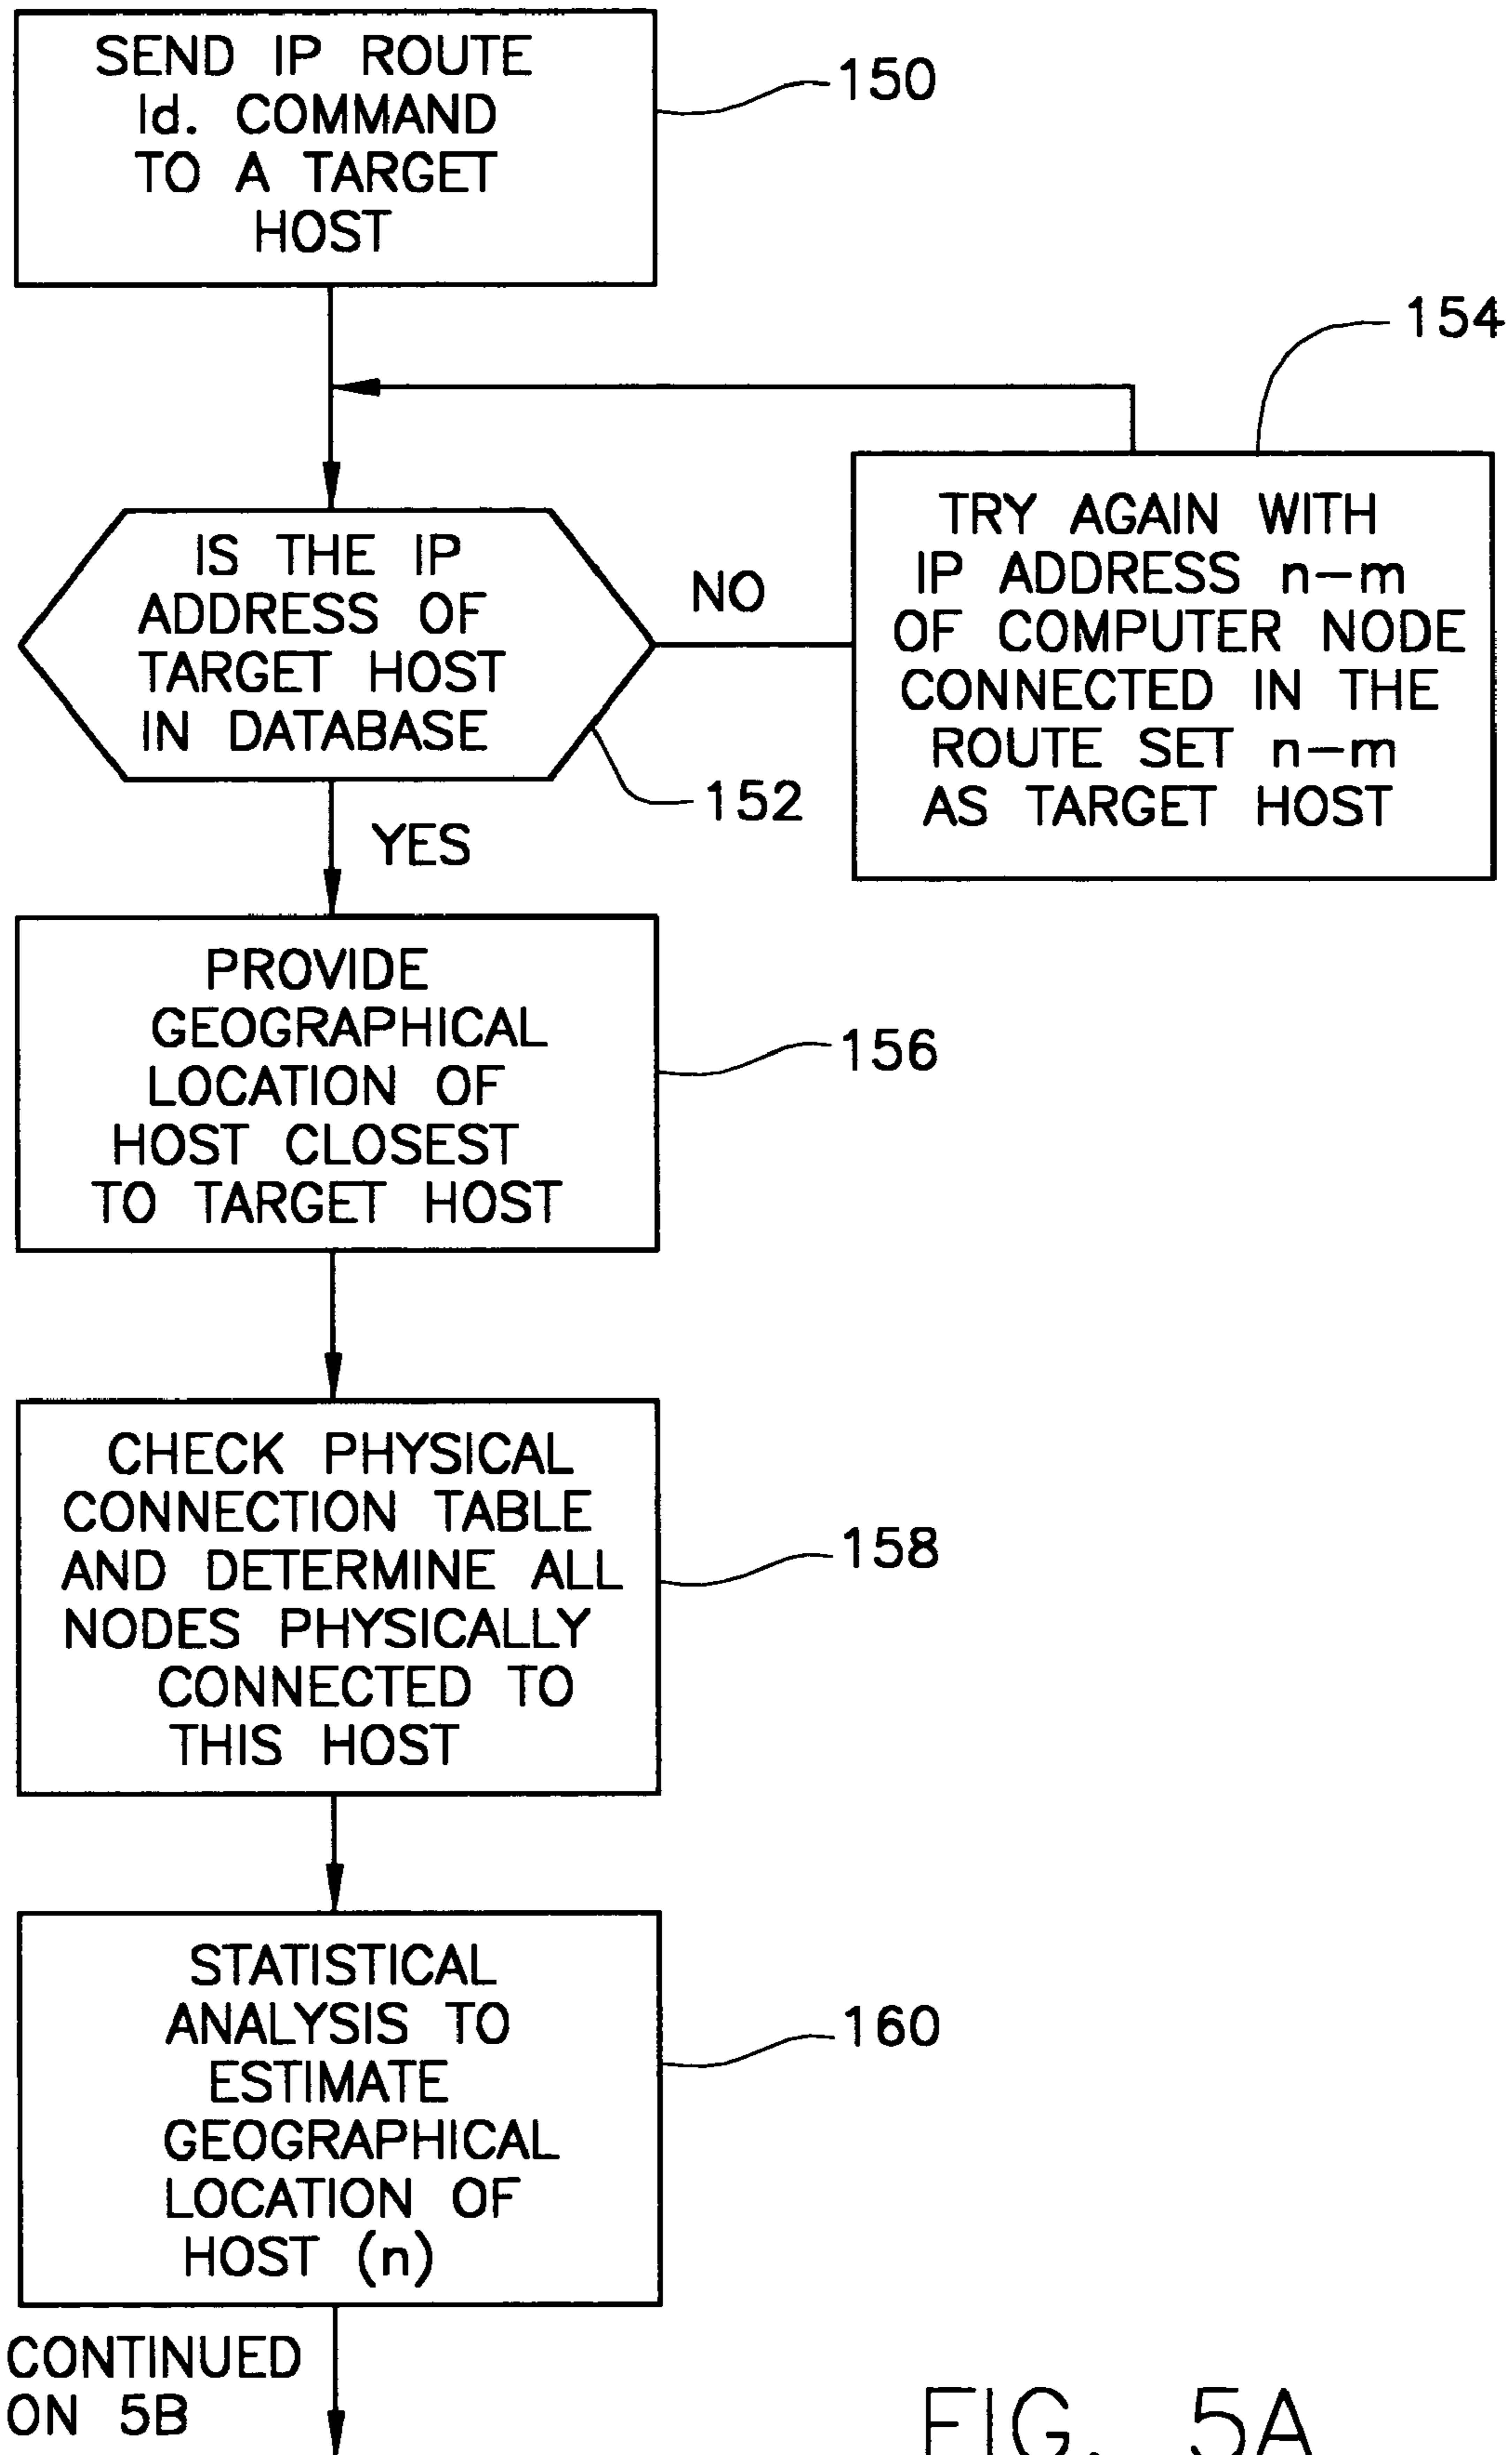 SEND IP ROUTE
Id. COMMAND
TO A TARGET
HOST
150
154
IS THE IP
ADDRESS OF
TARGET HOST
IN DATABASE
NO
TRY AGAIN WITH
IP ADDRESS n-m
OF COMPUTER NODE
CONNECTED IN THE
ROUTE SET n-m
AS TARGET HOST
152
YES
PROVIDE
GEOGRAPHICAL
LOCATION OF
HOST CLOSEST
TO TARGET HOST
156
CHECK PHYSICAL
CONNECTION TABLE
AND DETERMINE ALL
NODES PHYSICALLY
CONNECTED TO
THIS HOST
158
STATISTICAL
ANALYSIS TO
ESTIMATE
GEOGRAPHICAL
LOCATION OF
HOST (n)
160
CONTINUED
ON 5B
FIG. 5A